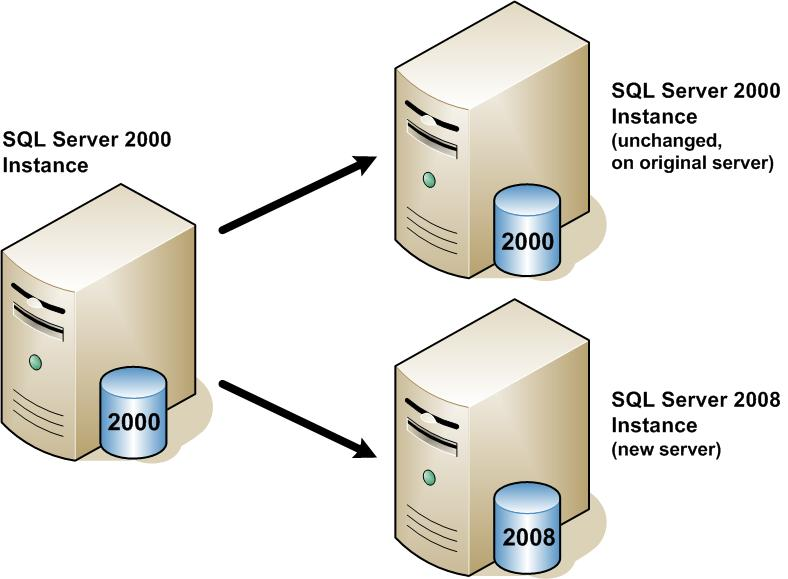 SQL Server 2000
Instance
2000
SQL Server 2000
Instance
(unchanged,
on original server)
2000
SQL Server 2008
Instance
(new server)
2008